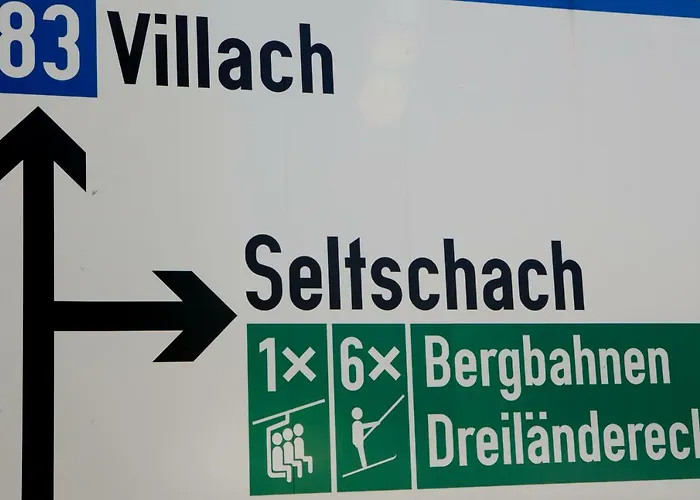 83 Villach
Seltschach
1× 6× Bergbahnen
Dreiländerec